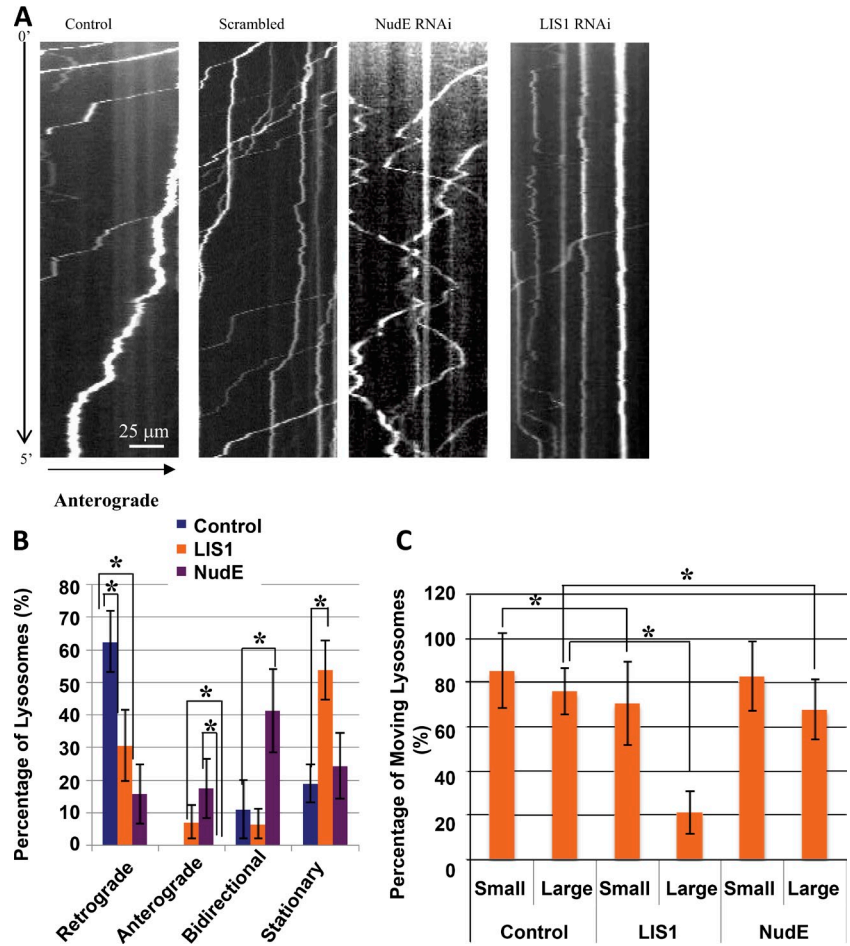 A
Control
Scrambled
NudE RNAi
LIS1 RNAi
0'
5'
25 μm
Anterograde
B
Control
LIS1
NudE
Percentage of Lysosomes (%)
80
70
60
50
40
30
20
10
0
*
*
*
*
*
*
Retrograde
Anterograde
Bidirectional
Stationary
C
Percentage of Moving Lysosomes
(%)
120
100
80
60
40
20
0
*
*
*
Small
Large
Small
Large
Small
Large
Control
LIS1
NudE